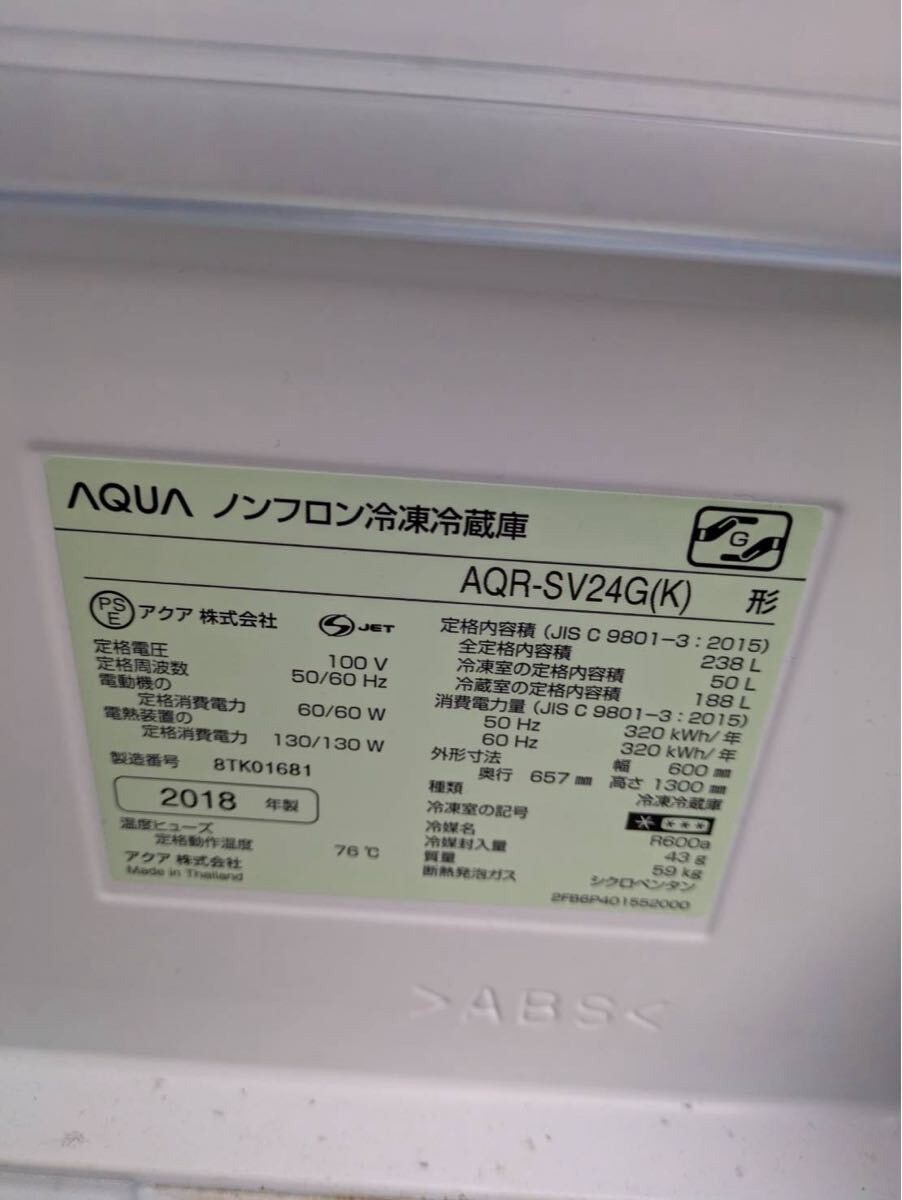 AQUA ノンフロン冷凍冷蔵庫
G
AQR-SV24G(K) 形
PS E アクア 株式会社 JET
定格電圧 100 V
定格周波数 50/60 Hz
電動機の
定格消費電力 60/60 W
電熱装置の
定格消費電力 130/130 W
製造番号 8TK01681
2018 年製
温度ヒューズ
定格動作温度 76 ℃
アクア 株式会社
Made in Thailand
定格内容積 (JIS C 9801-3 : 2015)
全定格内容積 238 L
冷凍室の定格内容積 50 L
冷蔵室の定格内容積 188 L
消費電力量 (JIS C 9801-3 : 2015)
50 Hz 320 kWh/年
60 Hz 320 kWh/年
外形寸法 幅 600 ㎜
奥行 657 ㎜ 高さ 1300 ㎜
種類 冷凍冷蔵庫
冷凍室の記号
冷媒名 R600a
冷媒封入量 43 g
質量 59 kg
断熱発泡ガス シクロペンタン
2FB6P401552000
>ABS<